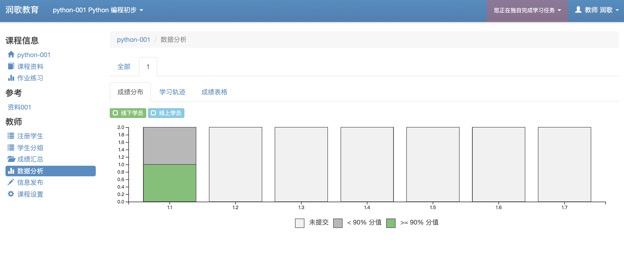 润歌教育
python-001 Python 编程初步
您正在独自完成学习任务
教师 润歌
课程信息
python-001
课程资料
作业练习
参考
资料001
教师
注册学生
学生分组
成绩汇总
数据分析
信息发布
课程设置
python-001 / 数据分析
全部 1
成绩分布 学习轨迹 成绩表格
线下学员 线上学员
2.0
1.8
1.6
1.4
1.2
1.0
0.8
0.6
0.4
0.2
0.0
1.1 1.2 1.3 1.4 1.5 1.6 1.7
未提交 < 90% 分值 >= 90% 分值